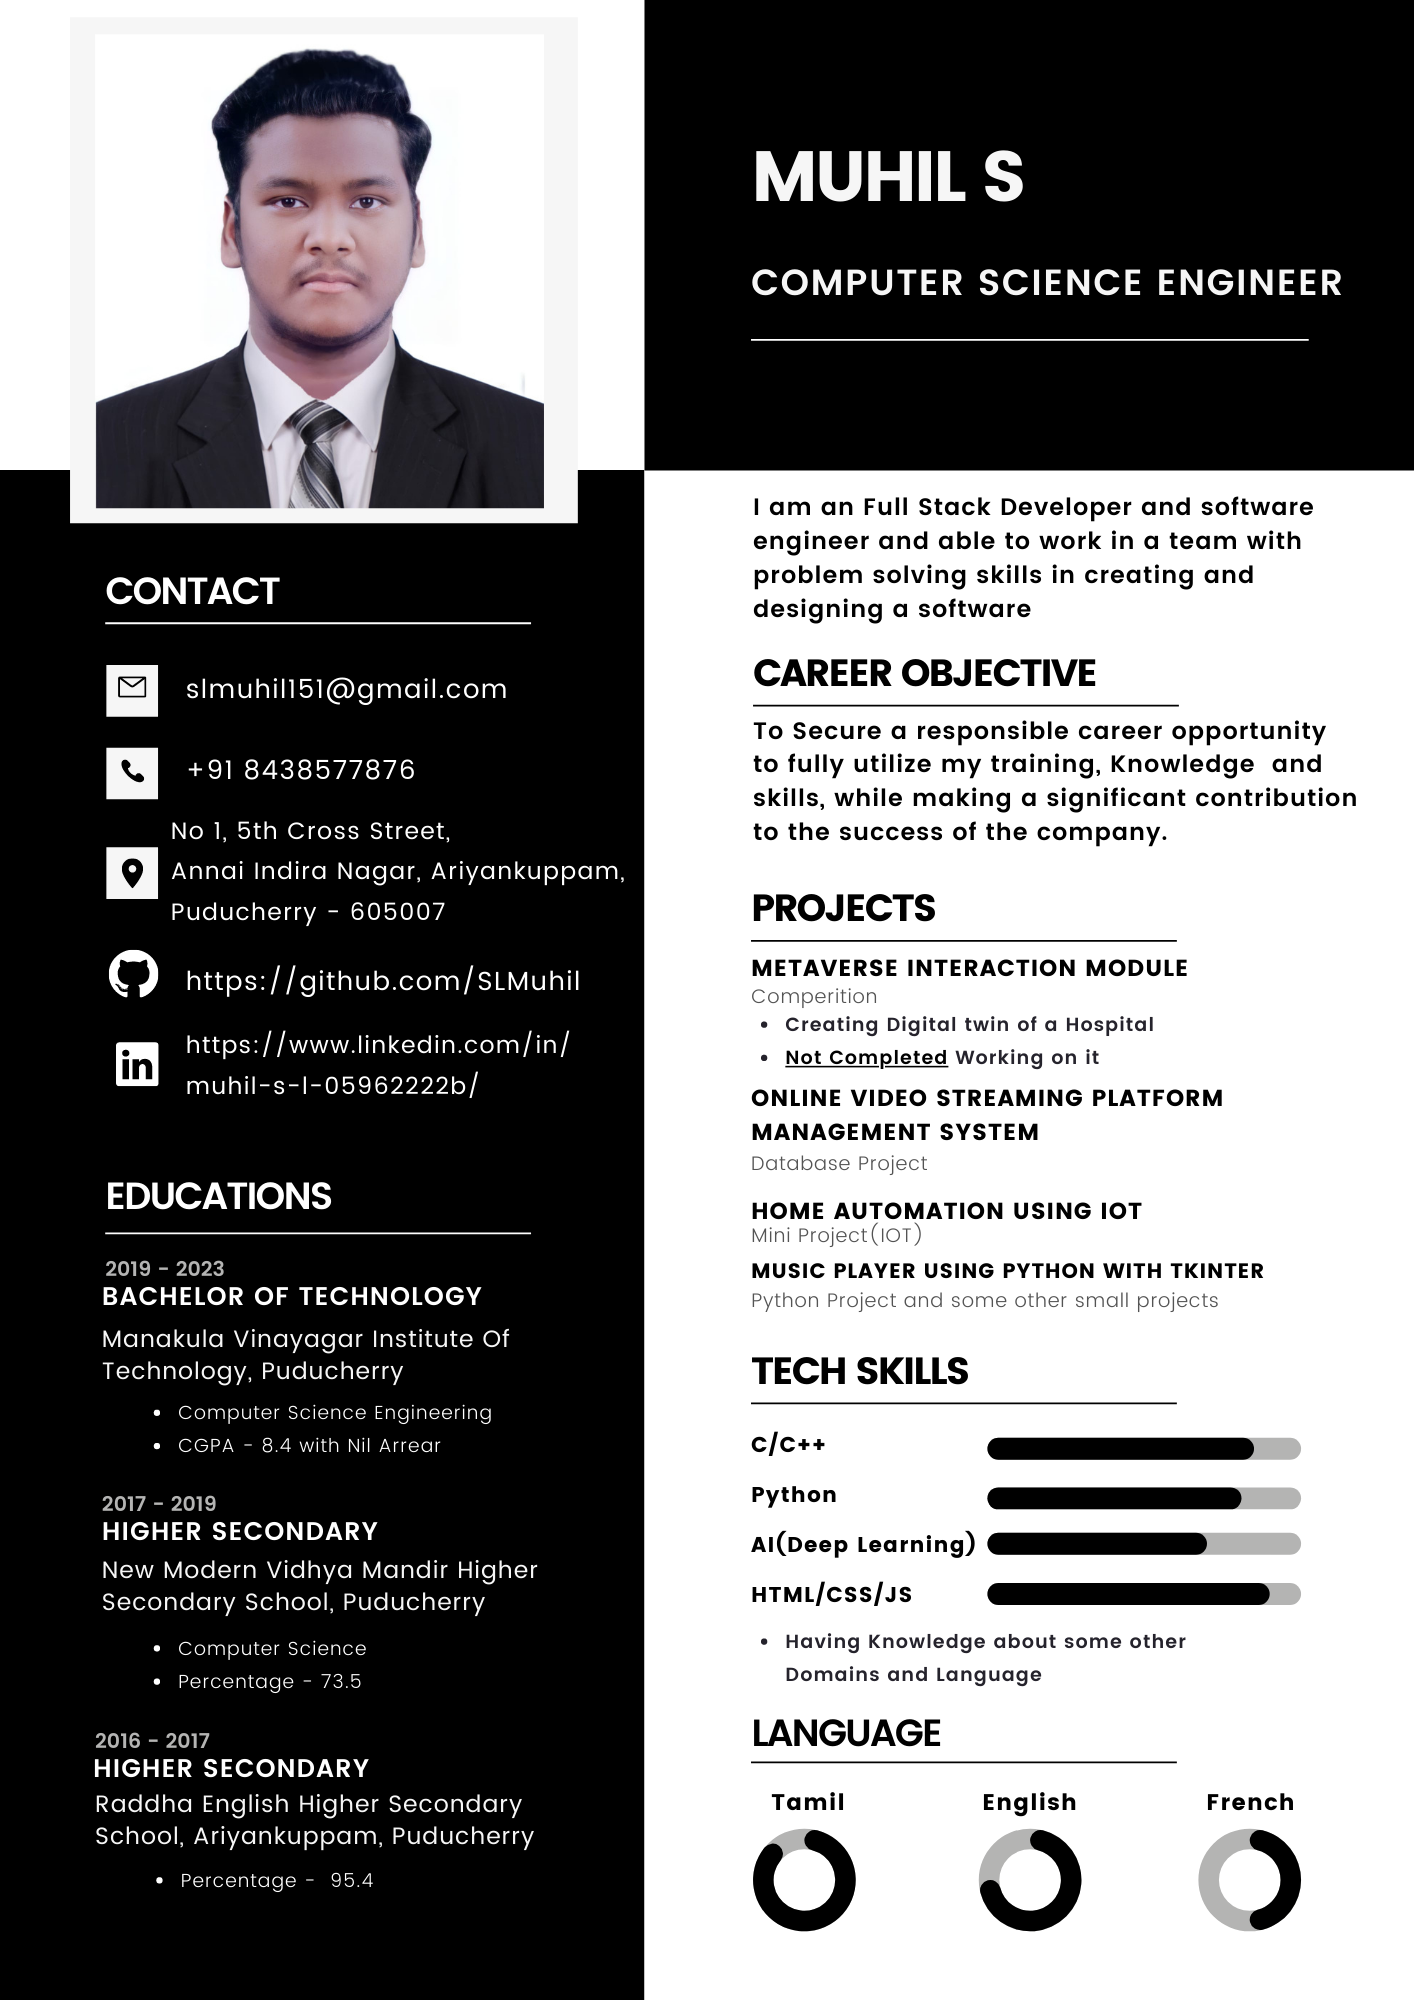 MUHIL S
COMPUTER SCIENCE ENGINEER
CONTACT
slmuhil151@gmail.com
+91 8438577876
No 1, 5th Cross Street,
Annai Indira Nagar, Ariyankuppam,
Puducherry - 605007
https://github.com/SLMuhil
in
https://www.linkedin.com/in/
muhil-s-l-05962222b/
EDUCATIONS
2019 - 2023
BACHELOR OF TECHNOLOGY
Manakula Vinayagar Institute Of
Technology, Puducherry
• Computer Science Engineering
• CGPA - 8.4 with Nil Arrear
2017 - 2019
HIGHER SECONDARY
New Modern Vidhya Mandir Higher
Secondary School, Puducherry
• Computer Science
• Percentage - 73.5
2016 - 2017
HIGHER SECONDARY
Raddha English Higher Secondary
School, Ariyankuppam, Puducherry
• Percentage -  95.4
I am an Full Stack Developer and software
engineer and able to work in a team with
problem solving skills in creating and
designing a software
CAREER OBJECTIVE
To Secure a responsible career opportunity
to fully utilize my training, Knowledge  and
skills, while making a significant contribution
to the success of the company.
PROJECTS
METAVERSE INTERACTION MODULE
Comperition
• Creating Digital twin of a Hospital
• Not Completed Working on it
ONLINE VIDEO STREAMING PLATFORM
MANAGEMENT SYSTEM
Database Project
HOME AUTOMATION USING IOT
Mini Project(IOT)
MUSIC PLAYER USING PYTHON WITH TKINTER
Python Project and some other small projects
TECH SKILLS
C/C++
Python
AI(Deep Learning)
HTML/CSS/JS
• Having Knowledge about some other
Domains and Language
LANGUAGE
Tamil English French